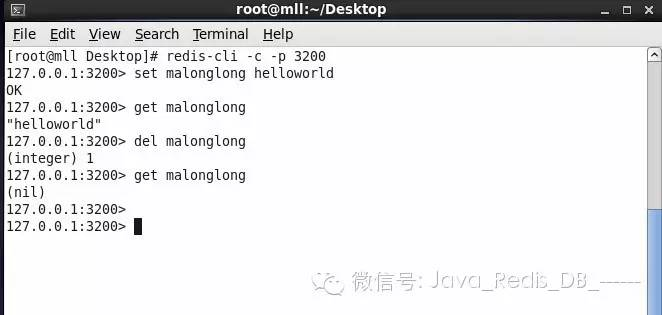 root@mll:~/Desktop
File Edit View Search Terminal Help
[root@mll Desktop]# redis-cli -c -p 3200
127.0.0.1:3200> set malonglong helloworld
OK
127.0.0.1:3200> get malonglong
"helloworld"
127.0.0.1:3200> del malonglong
(integer) 1
127.0.0.1:3200> get malonglong
(nil)
127.0.0.1:3200>
127.0.0.1:3200>
微信号: Java_Redis_DB_------